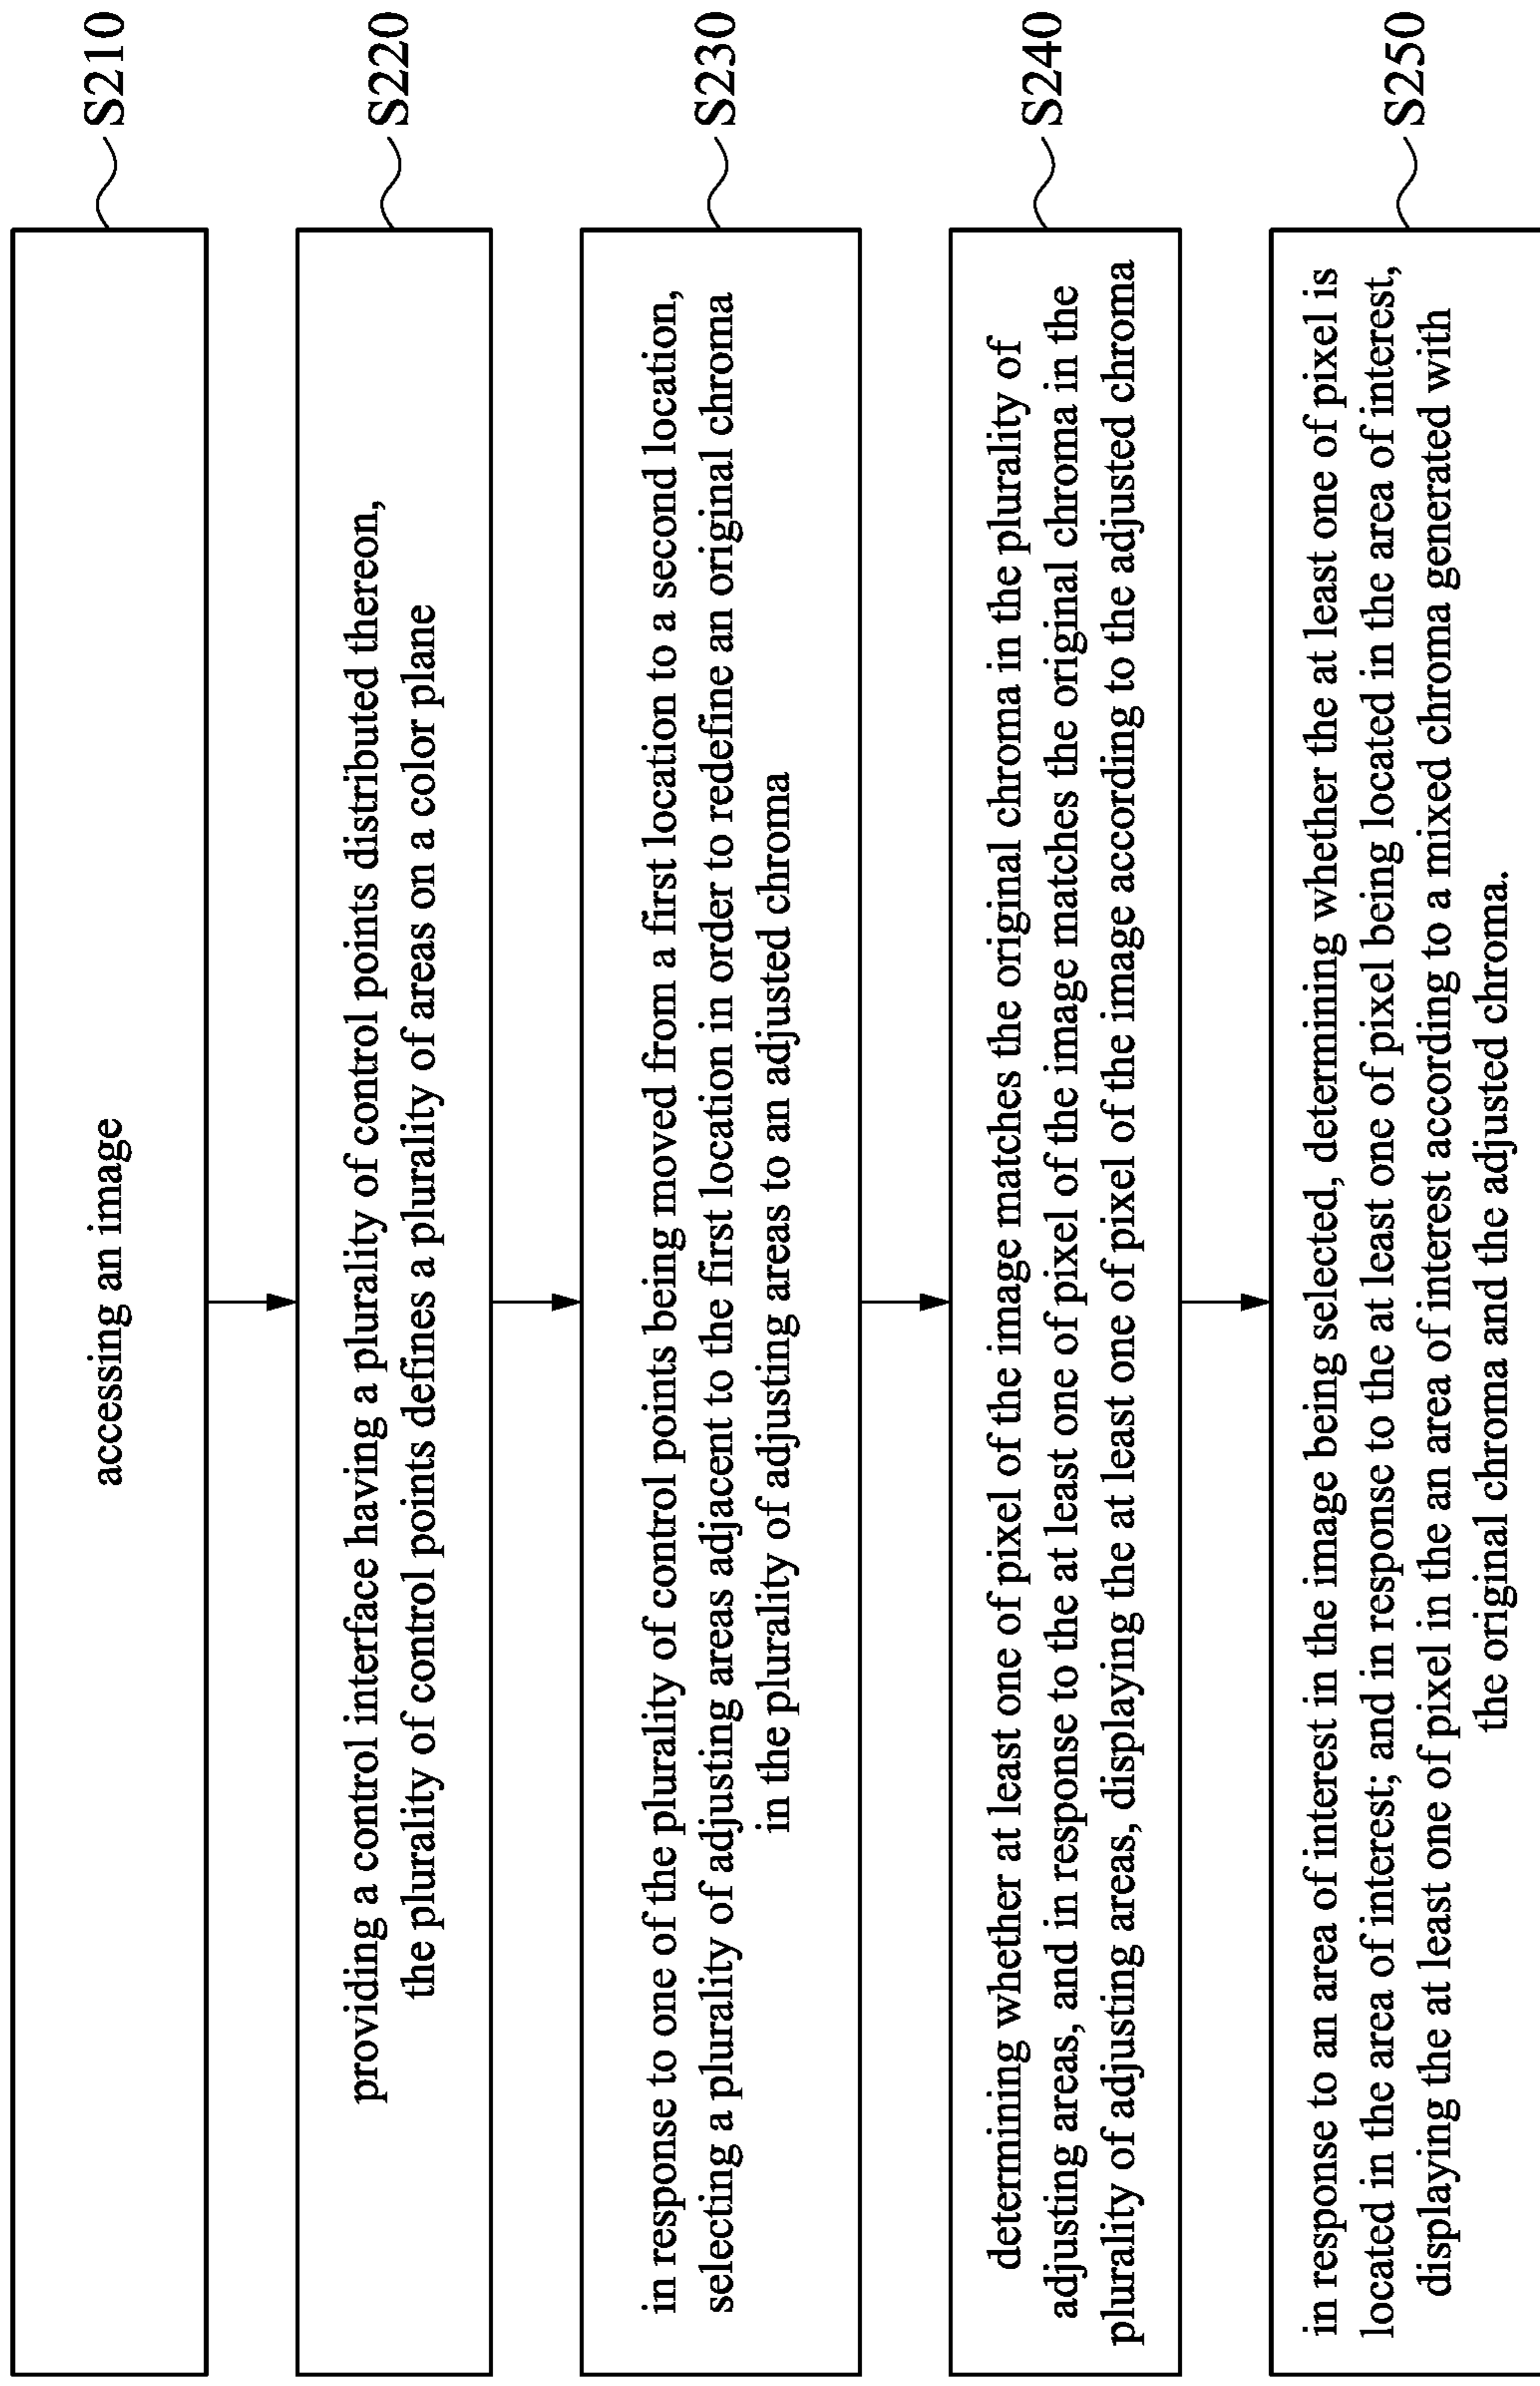 accessing an image
S210
providing a control interface having a plurality of control points distributed thereon,
the plurality of control points defines a plurality of areas on a color plane
S220
in response to one of the plurality of control points being moved from a first location to a second location,
selecting a plurality of adjusting areas adjacent to the first location in order to redefine an original chroma
in the plurality of adjusting areas to an adjusted chroma
S230
determining whether at least one of pixel of the image matches the original chroma in the plurality of
adjusting areas, and in response to the at least one of pixel of the image matches the original chroma in the
plurality of adjusting areas, displaying the at least one of pixel of the image according to the adjusted chroma
S240
in response to an area of interest in the image being selected, determining whether the at least one of pixel is
located in the area of interest; and in response to the at least one of pixel being located in the area of interest,
displaying the at least one of pixel in the an area of interest according to a mixed chroma generated with
the original chroma and the adjusted chroma.
S250